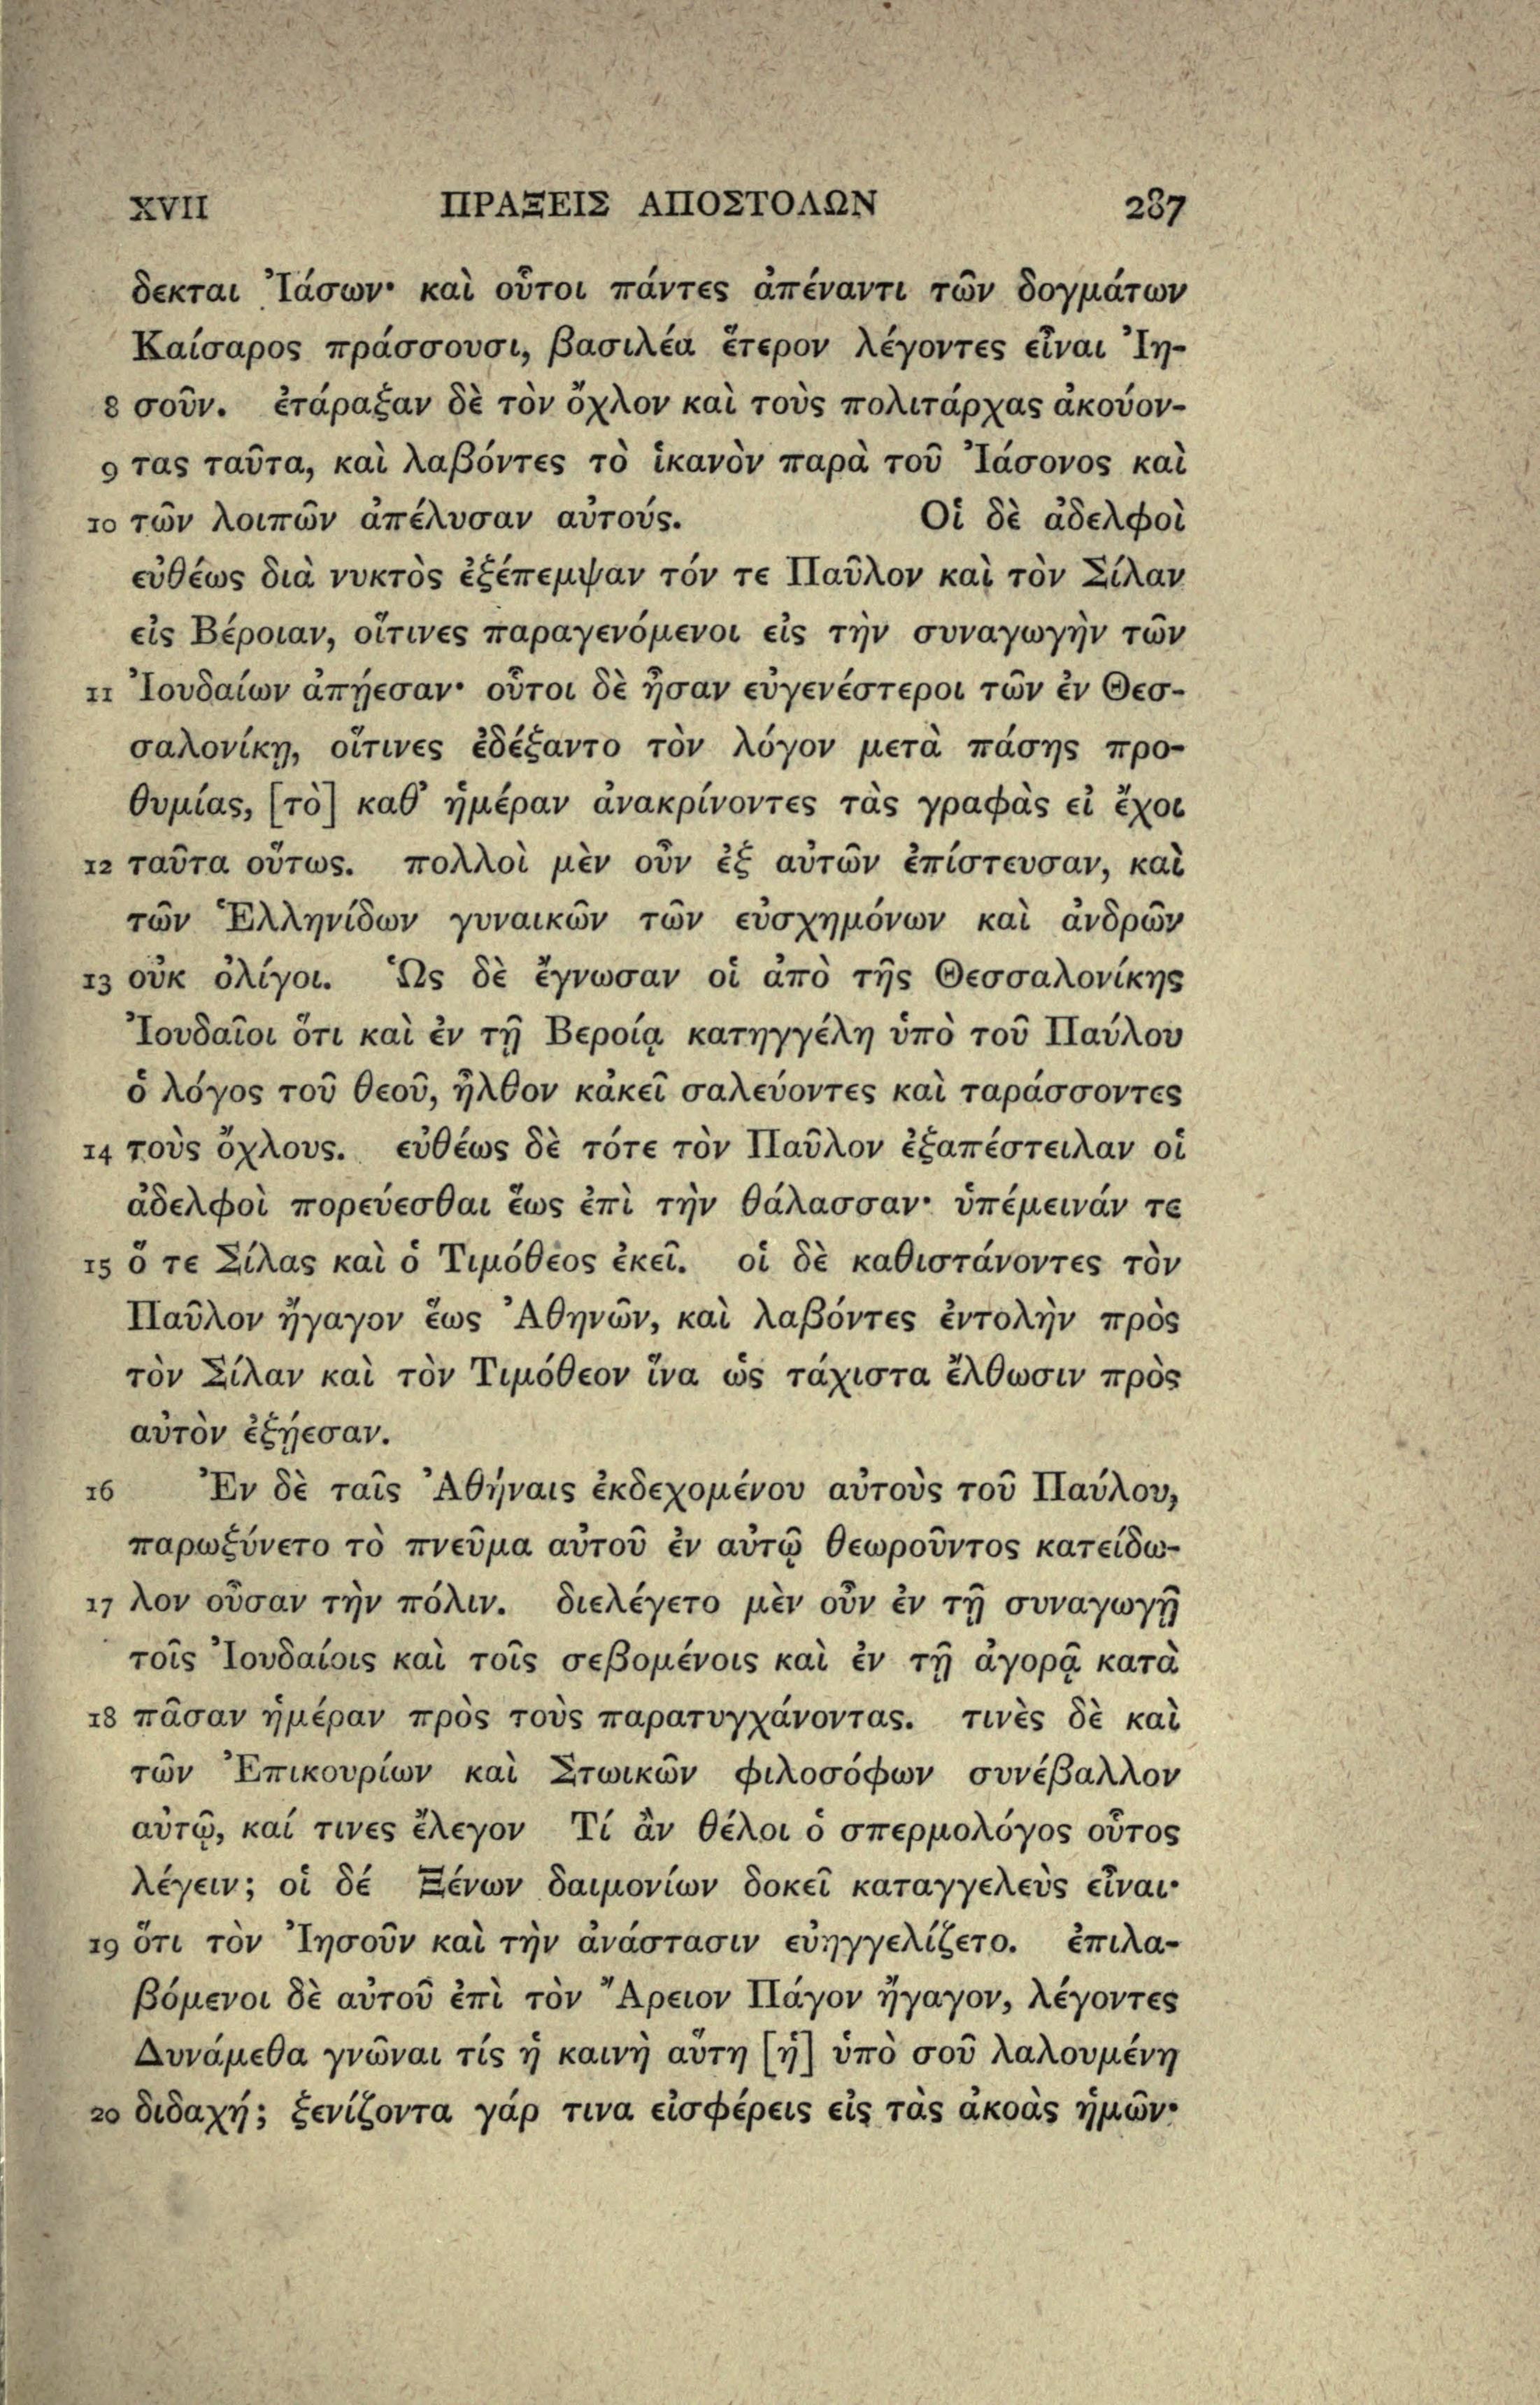 XVII ΠΡΑΞΕΙΣ ΑΠΟΣΤΟΛΩΝ 237
δεκται Ἰάσων· καὶ οὗτοι πάντες ἀπέναντι τῶν δογμάτων
Καίσαρος πράσσουσι, βασιλέα ἕτερον λέγοντες εἶναι Ἰη-
8 σοῦν. ἐτάραξαν δὲ τὸν ὄχλον καὶ τοὺς πολιτάρχας ἀκούον-
9 τας ταῦτα, καὶ λαβόντες τὸ ἱκανὸν παρὰ τοῦ Ἰάσονος καὶ
10 τῶν λοιπῶν ἀπέλυσαν αὐτούς. Οἱ δὲ ἀδελφοὶ
εὐθέως διὰ νυκτὸς ἐξέπεμψαν τόν τε Παῦλον καὶ τὸν Σίλαν
εἰς Βέροιαν, οἵτινες παραγενόμενοι εἰς τὴν συναγωγὴν τῶν
11 Ἰουδαίων ἀπῄεσαν· οὗτοι δὲ ἦσαν εὐγενέστεροι τῶν ἐν Θεσ-
σαλονίκῃ, οἵτινες ἐδέξαντο τὸν λόγον μετὰ πάσης προ-
θυμίας, [τὸ] καθ' ἡμέραν ἀνακρίνοντες τὰς γραφὰς εἰ ἔχοι
12 ταῦτα οὕτως. πολλοὶ μὲν οὖν ἐξ αὐτῶν ἐπίστευσαν, καὶ
τῶν Ἑλληνίδων γυναικῶν τῶν εὐσχημόνων καὶ ἀνδρῶν
13 οὐκ ὀλίγοι. Ὡς δὲ ἔγνωσαν οἱ ἀπὸ τῆς Θεσσαλονίκης
Ἰουδαῖοι ὅτι καὶ ἐν τῇ Βεροίᾳ κατηγγέλη ὑπὸ τοῦ Παύλου
ὁ λόγος τοῦ θεοῦ, ἦλθον κἀκεῖ σαλεύοντες καὶ ταράσσοντες
14 τοὺς ὄχλους. εὐθέως δὲ τότε τὸν Παῦλον ἐξαπέστειλαν οἱ
ἀδελφοὶ πορεύεσθαι ἕως ἐπὶ τὴν θάλασσαν· ὑπέμεινάν τε
15 ὅ τε Σίλας καὶ ὁ Τιμόθεος ἐκεῖ. οἱ δὲ καθιστάνοντες τὸν
Παῦλον ἤγαγον ἕως Ἀθηνῶν, καὶ λαβόντες ἐντολὴν πρὸς
τὸν Σίλαν καὶ τὸν Τιμόθεον ἵνα ὡς τάχιστα ἔλθωσιν πρὸς
αὐτὸν ἐξῄεσαν.
16 Ἐν δὲ ταῖς Ἀθήναις ἐκδεχομένου αὐτοὺς τοῦ Παύλου,
παρωξύνετο τὸ πνεῦμα αὐτοῦ ἐν αὐτῷ θεωροῦντος κατείδω-
17 λον οὖσαν τὴν πόλιν. διελέγετο μὲν οὖν ἐν τῇ συναγωγῇ
τοῖς Ἰουδαίοις καὶ τοῖς σεβομένοις καὶ ἐν τῇ ἀγορᾷ κατὰ
18 πᾶσαν ἡμέραν πρὸς τοὺς παρατυγχάνοντας. τινὲς δὲ καὶ
τῶν Ἐπικουρίων καὶ Στωικῶν φιλοσόφων συνέβαλλον
αὐτῷ, καί τινες ἔλεγον Τί ἂν θέλοι ὁ σπερμολόγος οὗτος
λέγειν; οἱ δέ Ξένων δαιμονίων δοκεῖ καταγγελεὺς εἶναι·
19 ὅτι τὸν Ἰησοῦν καὶ τὴν ἀνάστασιν εὐηγγελίζετο. ἐπιλα-
βόμενοι δὲ αὐτοῦ ἐπὶ τὸν Ἄρειον Πάγον ἤγαγον, λέγοντες
Δυνάμεθα γνῶναι τίς ἡ καινὴ αὕτη [ἡ] ὑπὸ σοῦ λαλουμένη
20 διδαχή; ξενίζοντα γάρ τινα εἰσφέρεις εἰς τὰς ἀκοὰς ἡμῶν·